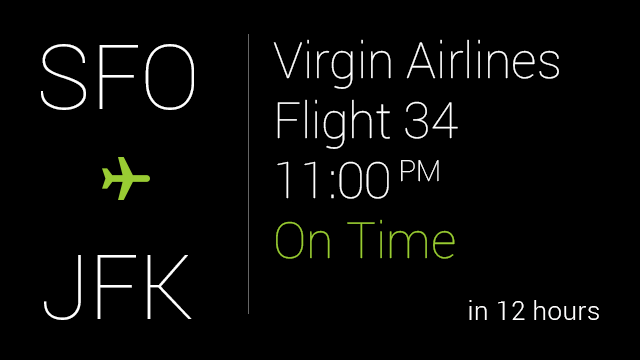 SFO
JFK
Virgin Airlines
Flight 34
11:00 PM
On Time
in 12 hours